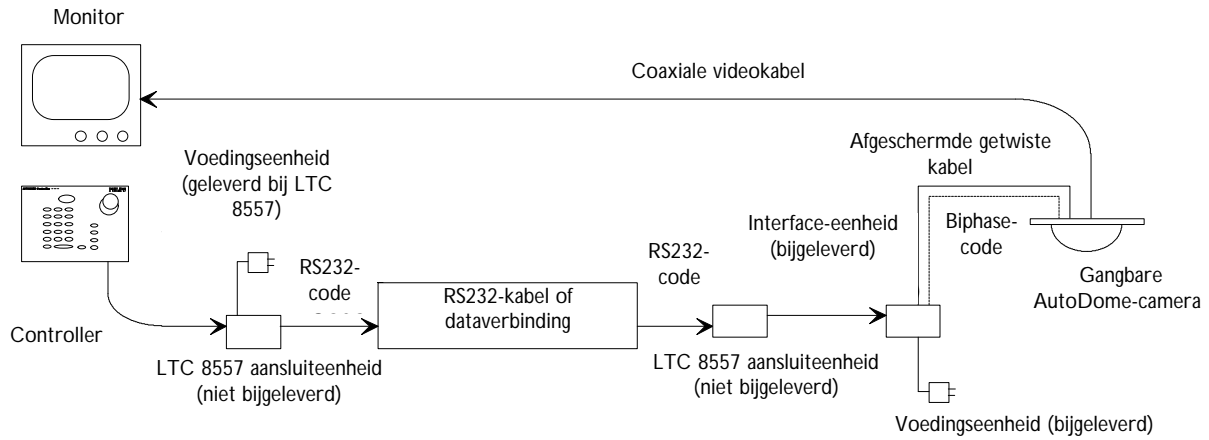 Monitor
Coaxiale videokabel
Afgeschermde getwiste
kabel
Voedingseenheid
(geleverd bij LTC
8557)
Interface-eenheid
(bijgeleverd)
Biphase-
code
RS232-
code
RS232-
code
RS232-kabel of
dataverbinding
Gangbare
AutoDome-camera
Controller
LTC 8557 aansluiteenheid
(niet bijgeleverd)
LTC 8557 aansluiteenheid
(niet bijgeleverd)
Voedingseenheid (bijgeleverd)